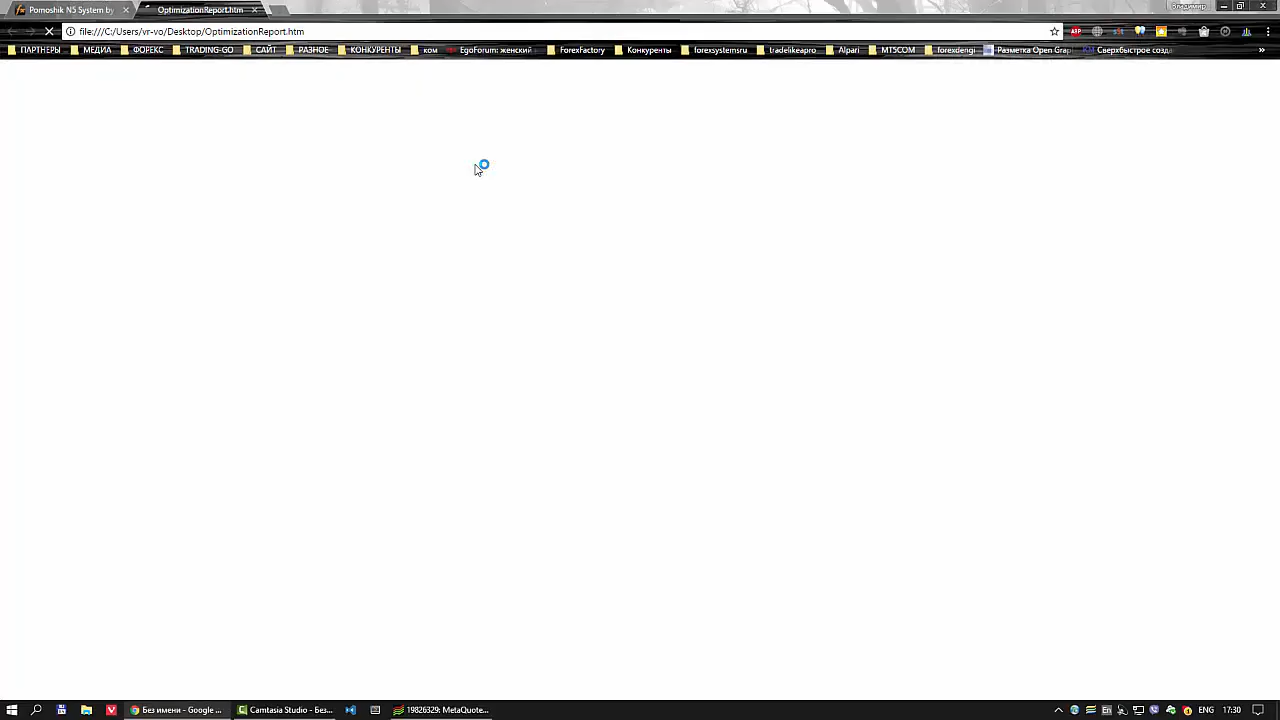 Pomoshik N5 System by
OptimizationReport.htm
Владимир
file:///C:/Users/vr-vo/Desktop/OptimizationReport.htm
ABP
ПАРТНЕРЫ
МЕДИА
ФОРЕКС
TRADING-GO
САЙТ
РАЗНОЕ
КОНКУРЕНТЫ
ком
EgoForum: женский
ForexFactory
Конкуренты
forexsystemsru
tradelikeapro
Alpari
MT5COM
forexdengi
Разметка Open Grap
Сверхбыстрое созд
»
Без имени - Google ...
Camtasia Studio - Без...
19826329: MetaQuote...
ENG
17:30